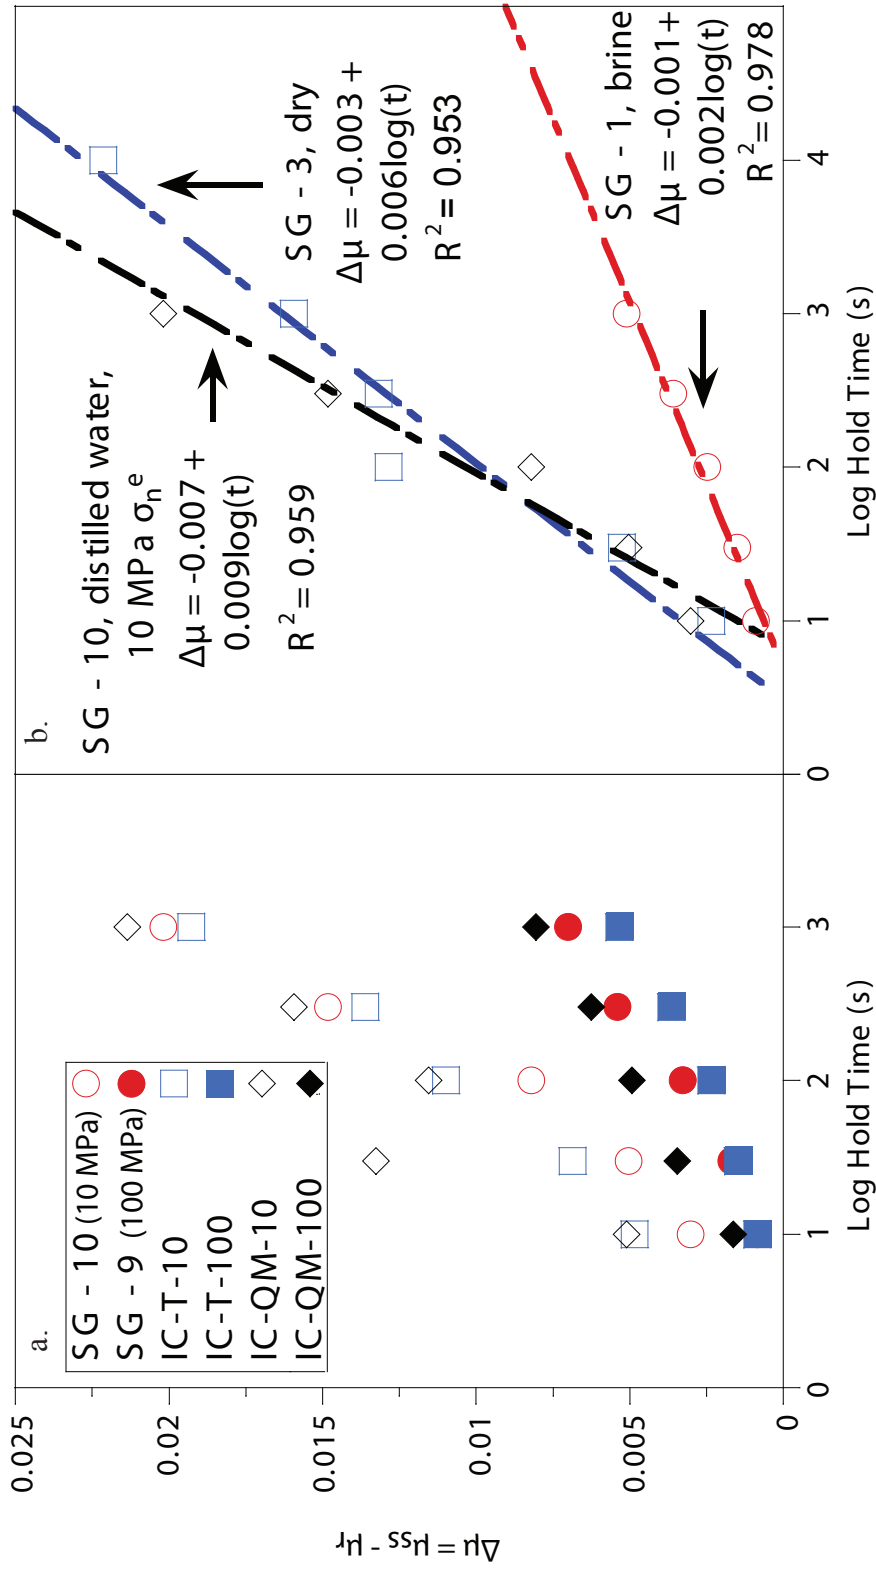 a.
SG - 10 (10 MPa)
SG - 9 (100 MPa)
IC-T-10
IC-T-100
IC-QM-10
IC-QM-100
0.025
0.02
0.015
0.01
0.005
0
Δμ = μss - μr
0 1 2 3
Log Hold Time (s)
b.
SG - 10, distilled water,
10 MPa σn e
Δμ = -0.007 +
0.009log(t)
R2 = 0.959
SG - 3, dry
Δμ = -0.003 +
0.006log(t)
R2 = 0.953
SG - 1, brine
Δμ = -0.001+
0.002log(t)
R2 = 0.978
0 1 2 3 4
Log Hold Time (s)